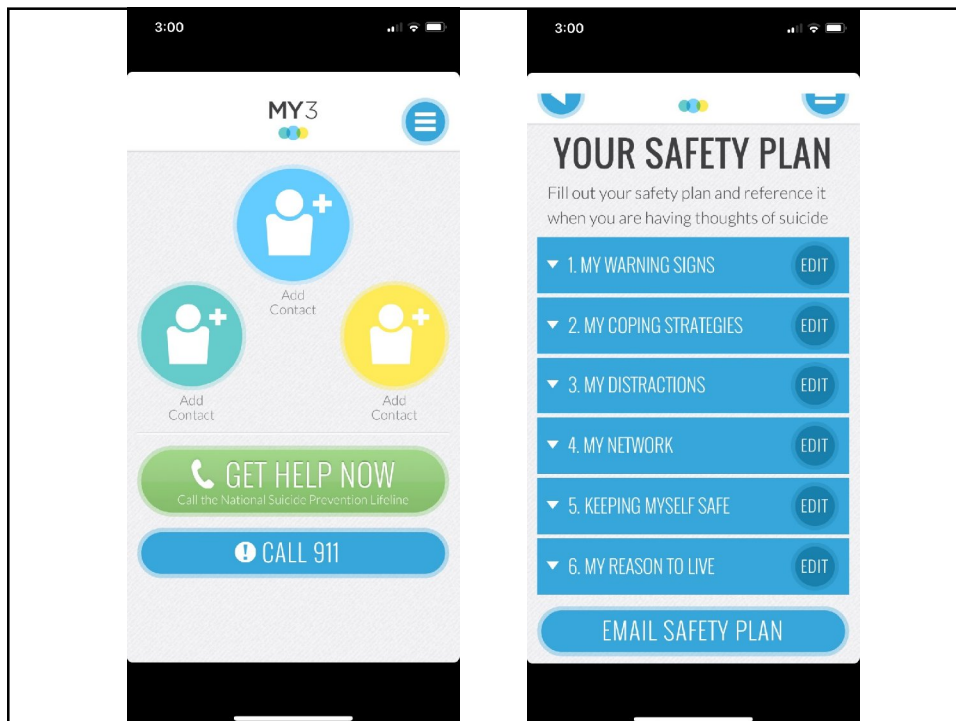 3:00
MY3
Add
Contact
Add
Contact
Add
Contact
GET HELP NOW
Call the National Suicide Prevention Lifeline
CALL 911
3:00
YOUR SAFETY PLAN
Fill out your safety plan and reference it
when you are having thoughts of suicide
1. MY WARNING SIGNS EDIT
2. MY COPING STRATEGIES EDIT
3. MY DISTRACTIONS EDIT
4. MY NETWORK EDIT
5. KEEPING MYSELF SAFE EDIT
6. MY REASON TO LIVE EDIT
EMAIL SAFETY PLAN